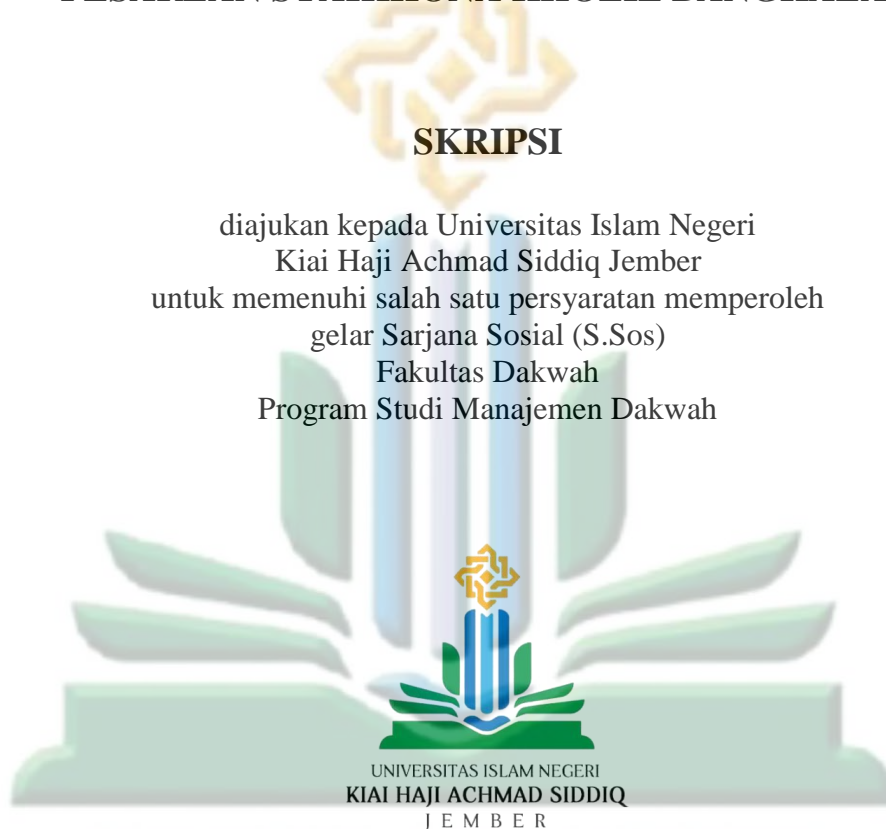 SKRIPSI
diajukan kepada Universitas Islam Negeri
Kiai Haji Achmad Siddiq Jember
untuk memenuhi salah satu persyaratan memperoleh
gelar Sarjana Sosial (S.Sos)
Fakultas Dakwah
Program Studi Manajemen Dakwah
UNIVERSITAS ISLAM NEGERI
KIAI HAJI ACHMAD SIDDIQ
JEMBER